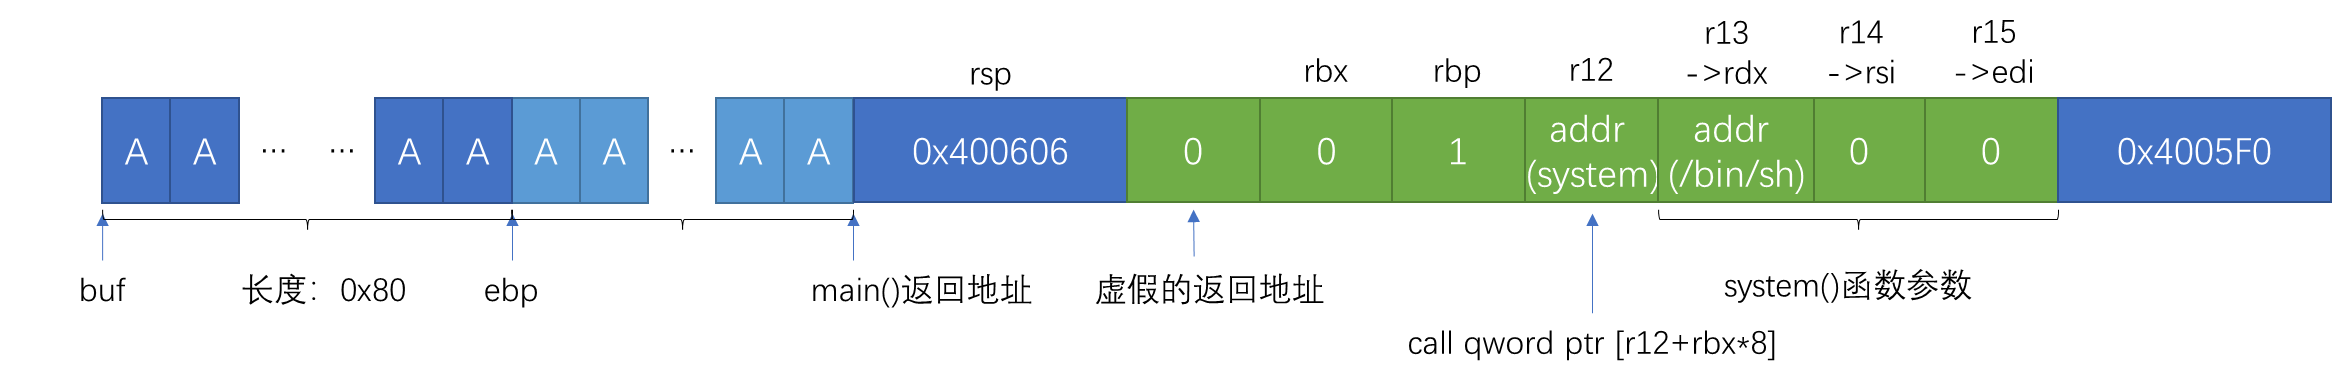 rsp
rbx
rbp
r12
r13
->rdx
r14
->rsi
r15
->edi
A
A
...
...
A
A
A
A
...
A
A
0x400606
0
0
1
addr
(system)
addr
(/bin/sh)
0
0
0x4005F0
buf
长度：0x80
ebp
main()返回地址
虚假的返回地址
system()函数参数
call qword ptr [r12+rbx*8]